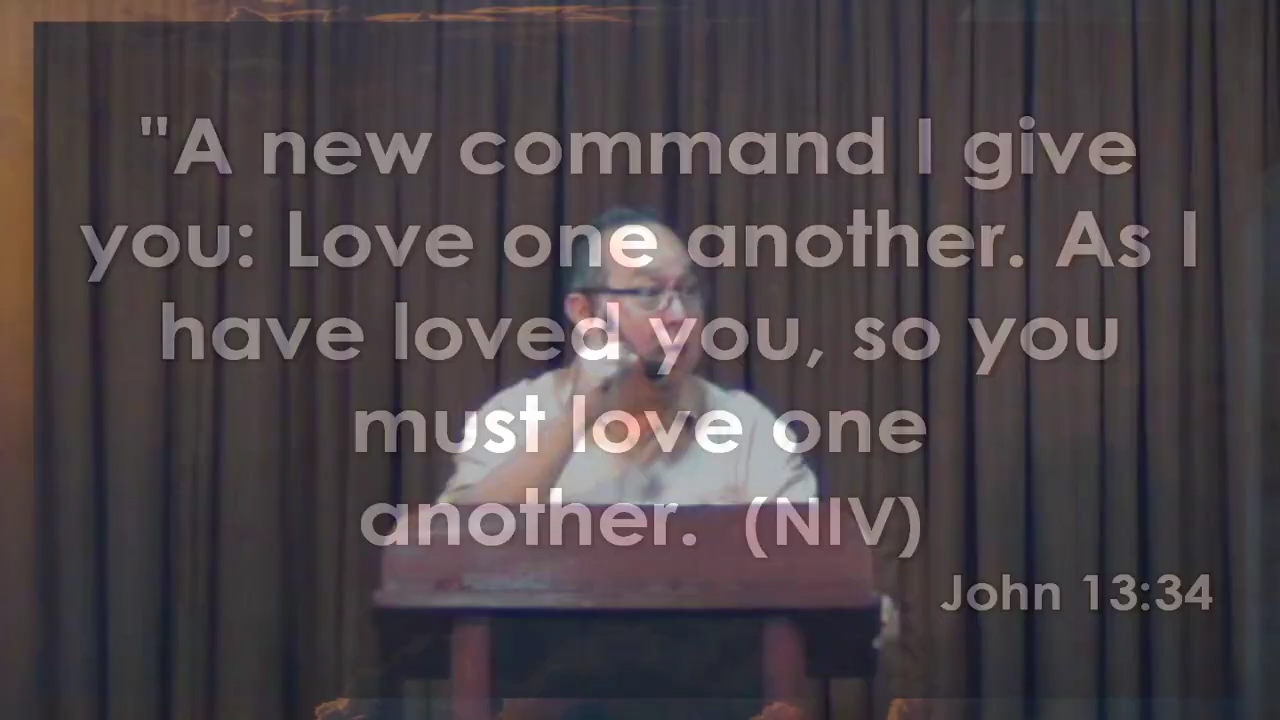 "A new command I give
you: Love one another. As I
have loved you, so you
must love one
another.  (NIV)
John 13:34